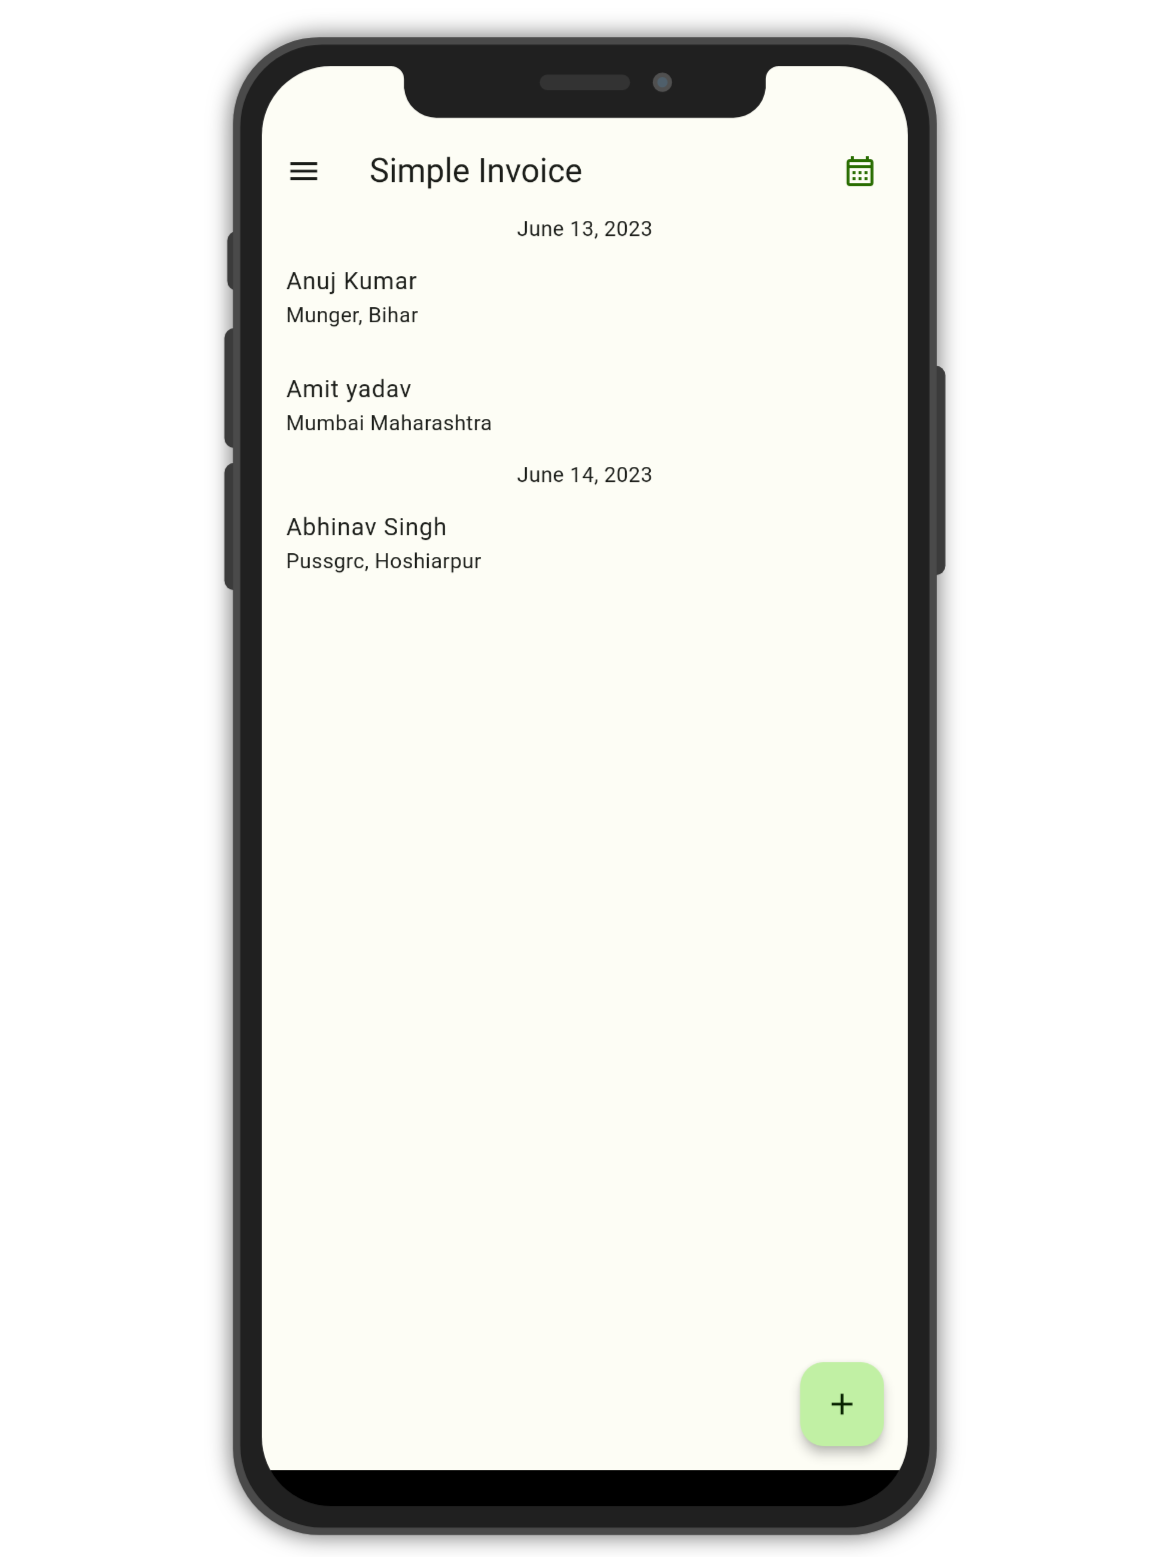 Simple Invoice
June 13, 2023
Anuj Kumar
Munger, Bihar
Amit yadav
Mumbai Maharashtra
June 14, 2023
Abhinav Singh
Pussgrc, Hoshiarpur
+